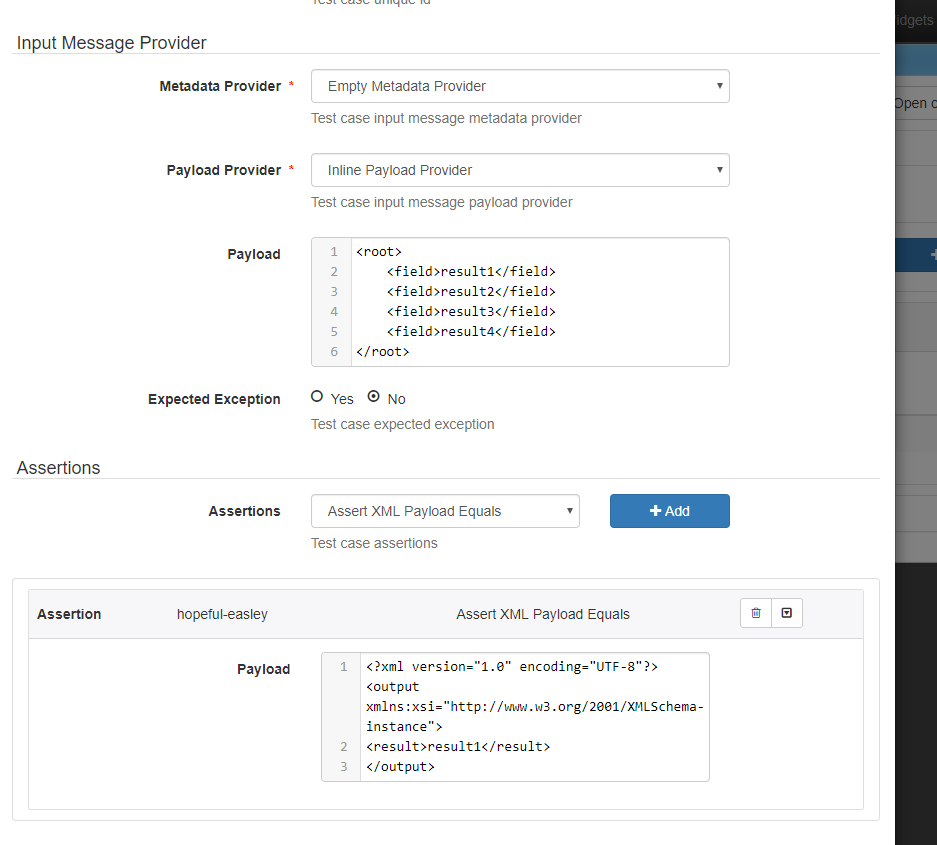 Test case unique id
Input Message Provider
Metadata Provider * Empty Metadata Provider
Test case input message metadata provider
Payload Provider * Inline Payload Provider
Test case input message payload provider
Payload
1 <root>
2     <field>result1</field>
3     <field>result2</field>
4     <field>result3</field>
5     <field>result4</field>
6 </root>
Expected Exception Yes No
Test case expected exception
Assertions
Assertions Assert XML Payload Equals + Add
Test case assertions
Assertion hopeful-easley Assert XML Payload Equals
Payload
1 <?xml version="1.0" encoding="UTF-8"?>
<output
xmlns:xsi="http://www.w3.org/2001/XMLSchema-
instance">
2 <result>result1</result>
3 </output>
idgets
Open